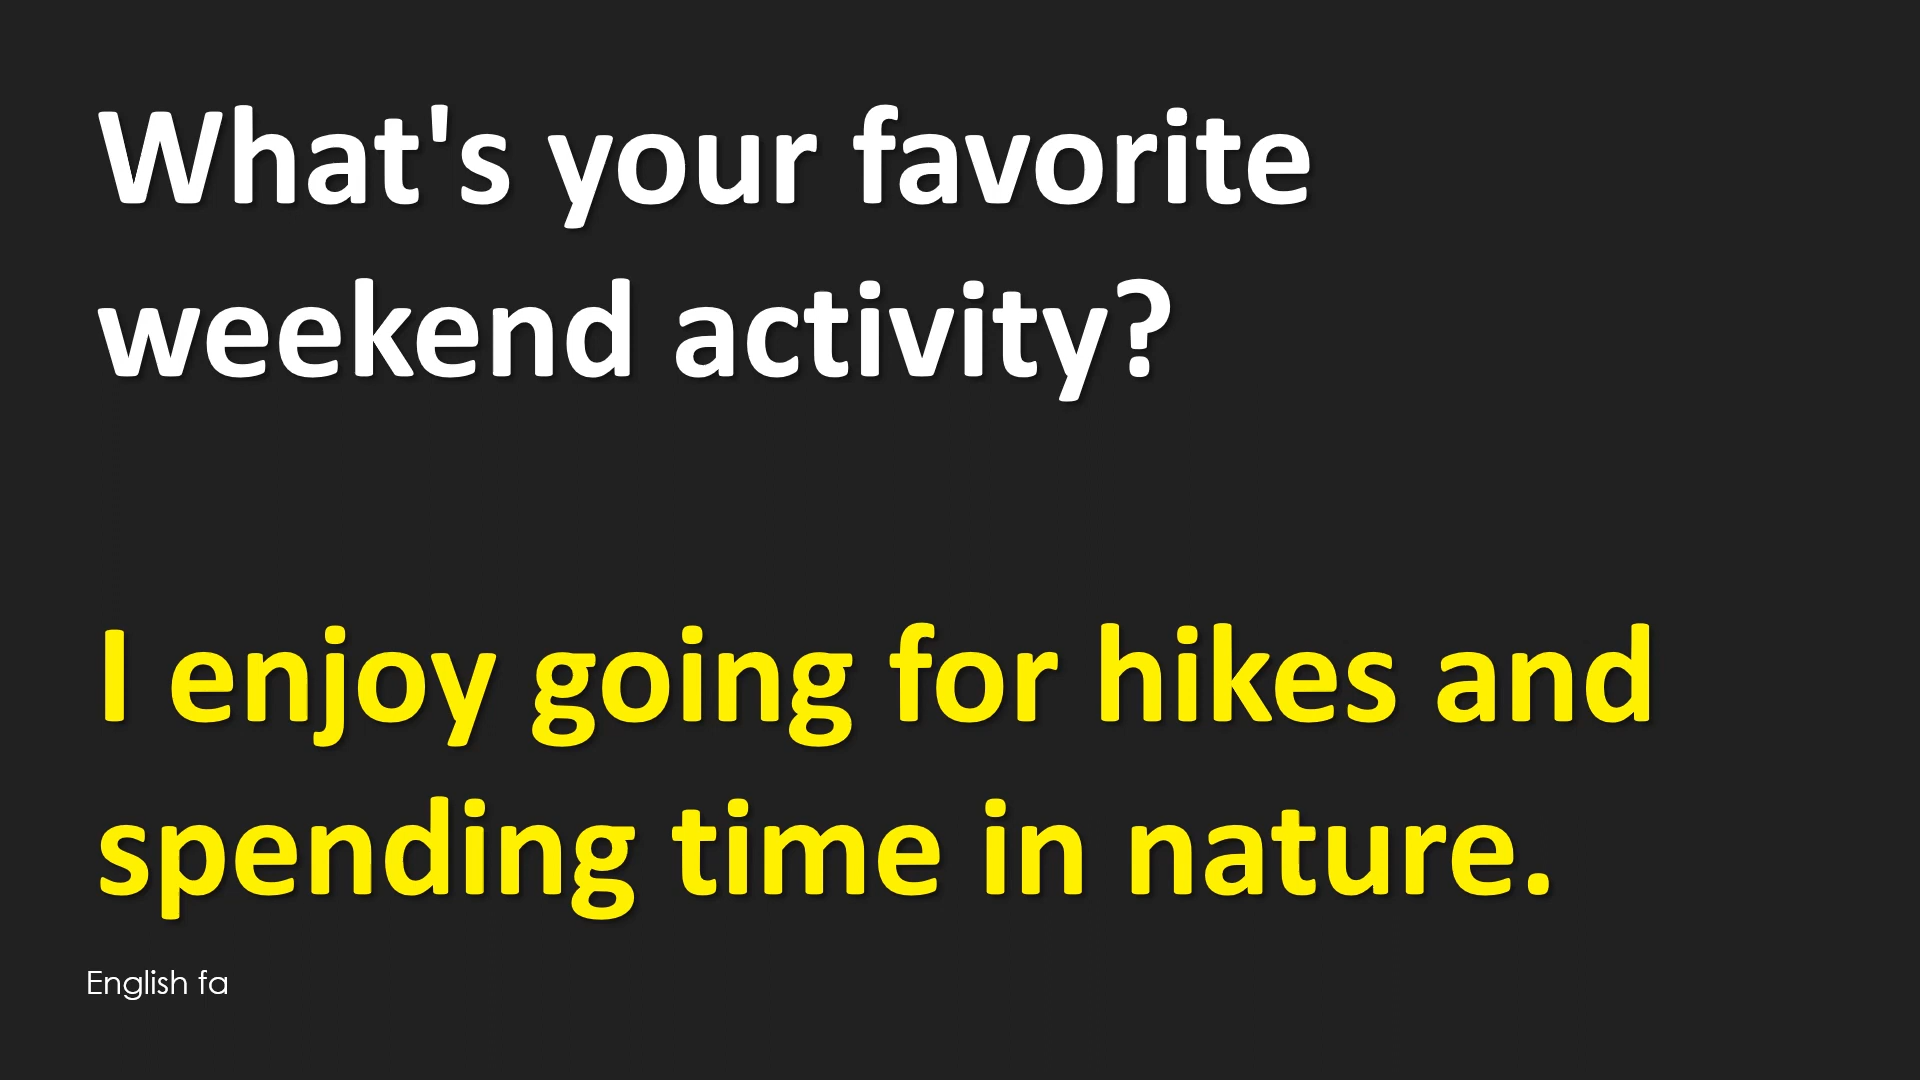 What's your favorite
weekend activity?
I enjoy going for hikes and
spending time in nature.
English fa